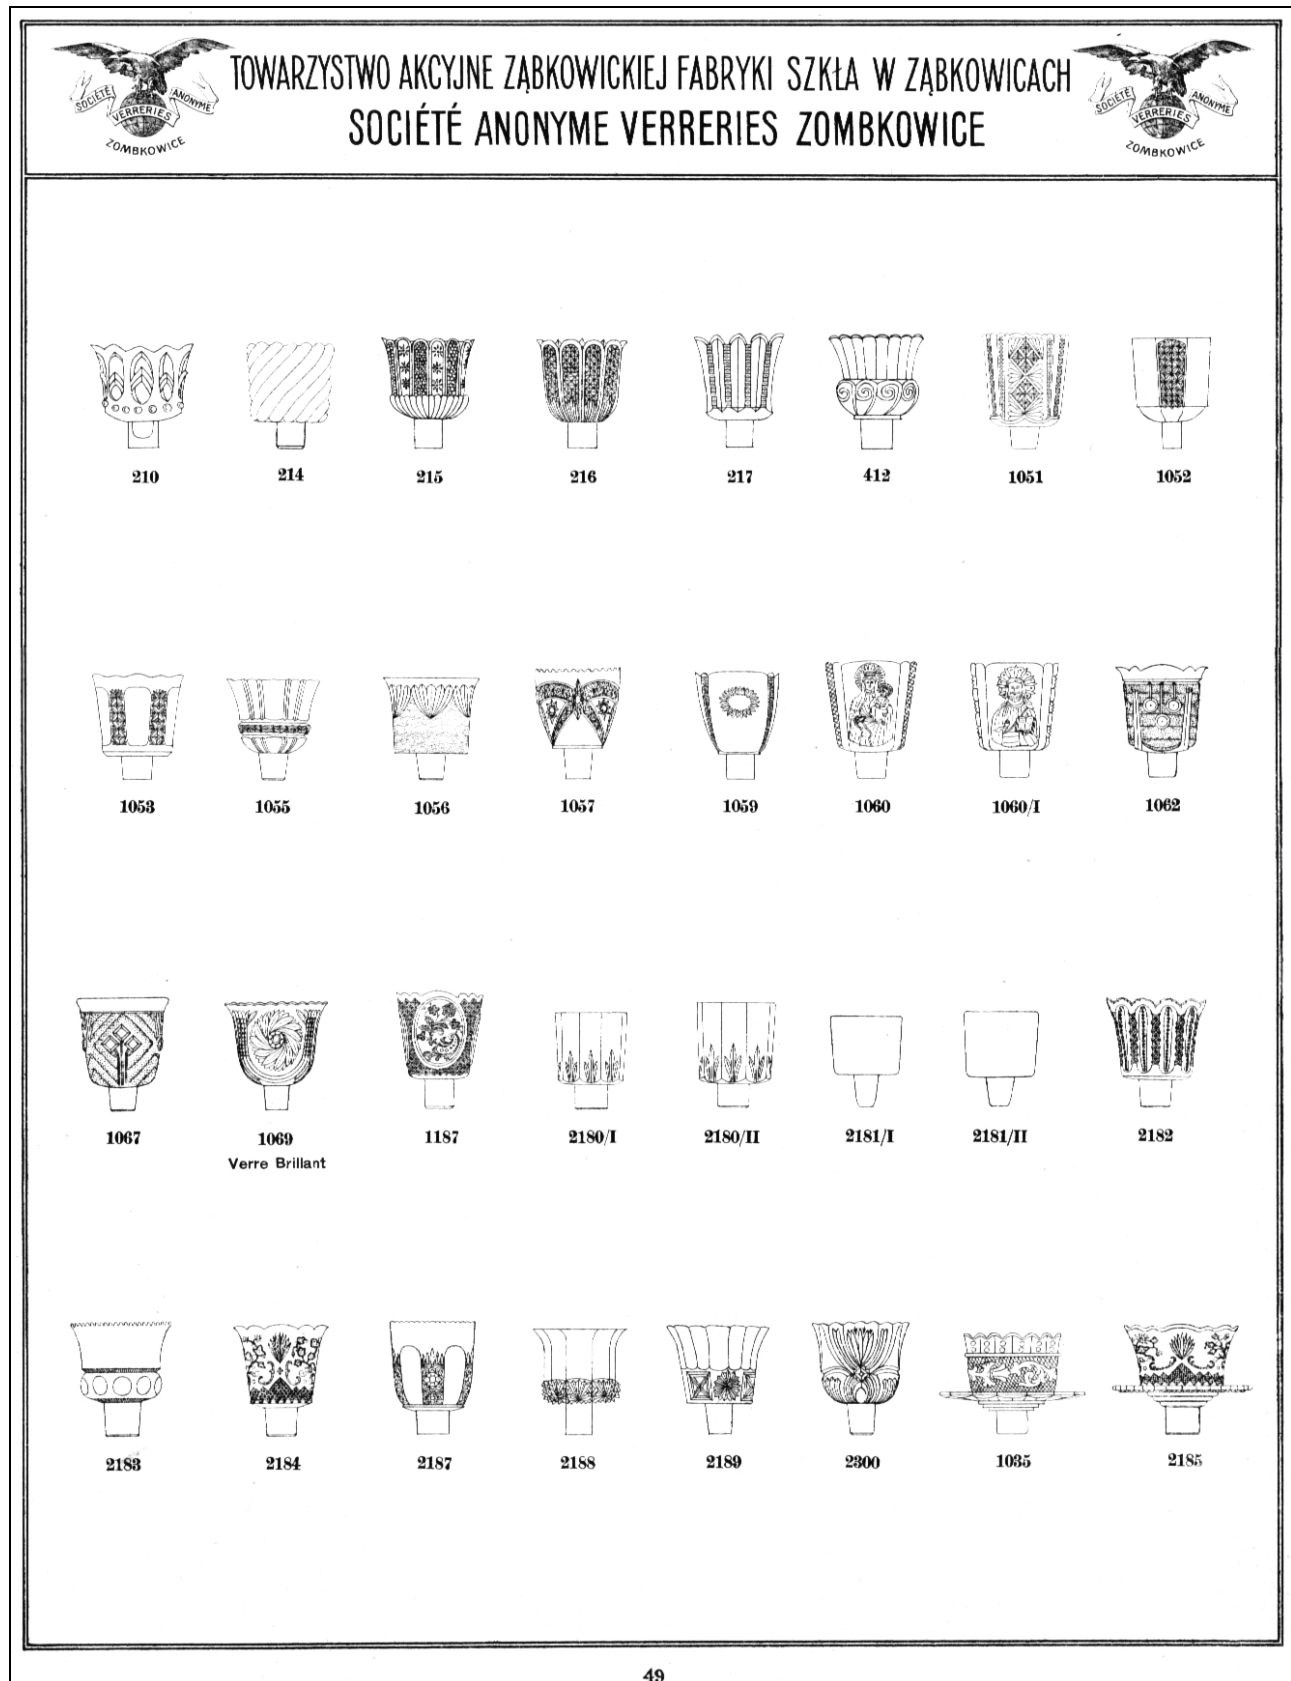 TOWARZYSTWO AKCYJNE ZĄBKOWICKIEJ FABRYKI SZKŁA W ZĄBKOWICACH
SOCIÉTÉ ANONYME VERRERIES ZOMBKOWICE
SOCIÉTÉ ANONYME
VERRERIES
ZOMBKOWICE
SOCIÉTÉ ANONYME
VERRERIES
ZOMBKOWICE
210 214 215 216 217 412 1051 1052
1053 1055 1056 1057 1059 1060 1060/I 1062
1067 1069 1187 2180/I 2180/II 2181/I 2181/II 2182
Verre Brillant
2183 2184 2187 2188 2189 2300 1035 2185
49